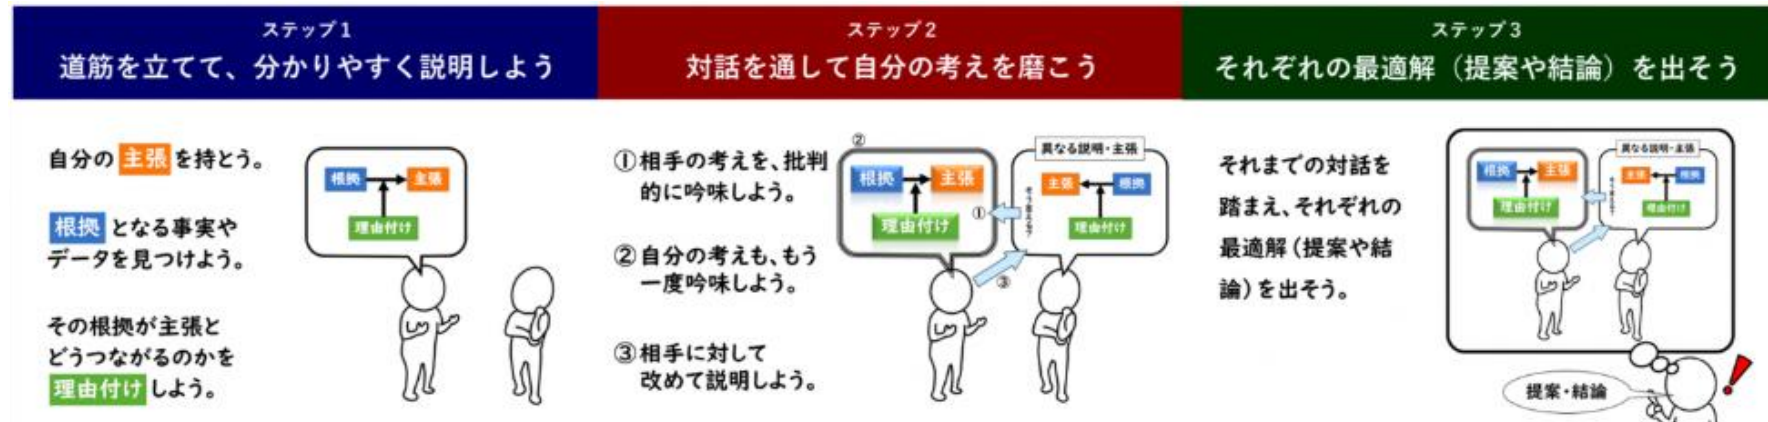 ステップ1
道筋を立てて、分かりやすく説明しよう
自分の 主張 を持とう。
根拠 となる事実や
データを見つけよう。
その根拠が主張と
どうつながるのかを
理由付け しよう。
根拠
主張
理由付け
ステップ2
対話を通して自分の考えを磨こう
①相手の考えを、批判
的に吟味しよう。
②自分の考えも、もう
一度吟味しよう。
③相手に対して
改めて説明しよう。
②
根拠
主張
理由付け
①
③
異なる説明・主張
主張
根拠
理由付け
ステップ3
それぞれの最適解（提案や結論）を出そう
それまでの対話を
踏まえ、それぞれの
最適解（提案や結
論）を出そう。
根拠
主張
理由付け
異なる説明・主張
主張
根拠
理由付け
提案・結論